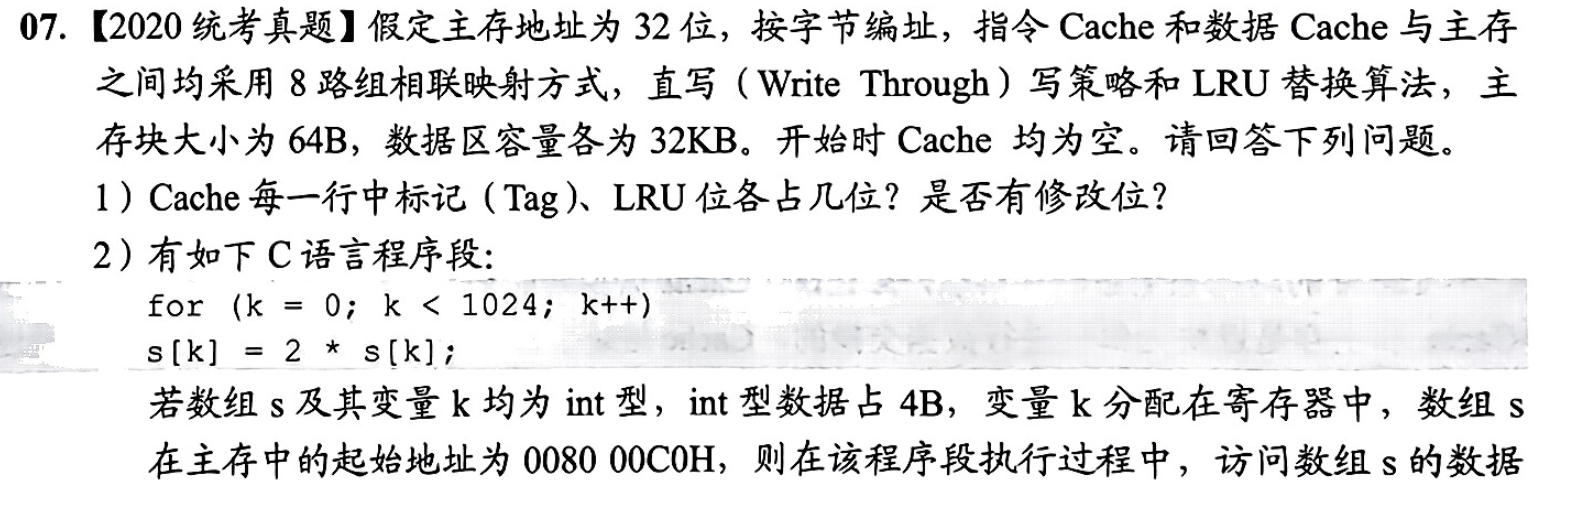 07.【2020 统考真题】假定主存地址为 32 位，按字节编址，指令 Cache 和数据 Cache 与主存
之间均采用 8 路组相联映射方式，直写（Write Through）写策略和 LRU 替换算法，主
存块大小为 64B，数据区容量各为 32KB。开始时 Cache 均为空。请回答下列问题。
1）Cache 每一行中标记（Tag）、LRU 位各占几位？是否有修改位？
2）有如下 C 语言程序段:
for (k = 0; k < 1024; k++)
s[k] = 2 * s[k];
若数组 s 及其变量 k 均为 int 型，int 型数据占 4B，变量 k 分配在寄存器中，数组 s
在主存中的起始地址为 0080 00C0H，则在该程序段执行过程中，访问数组 s 的数据